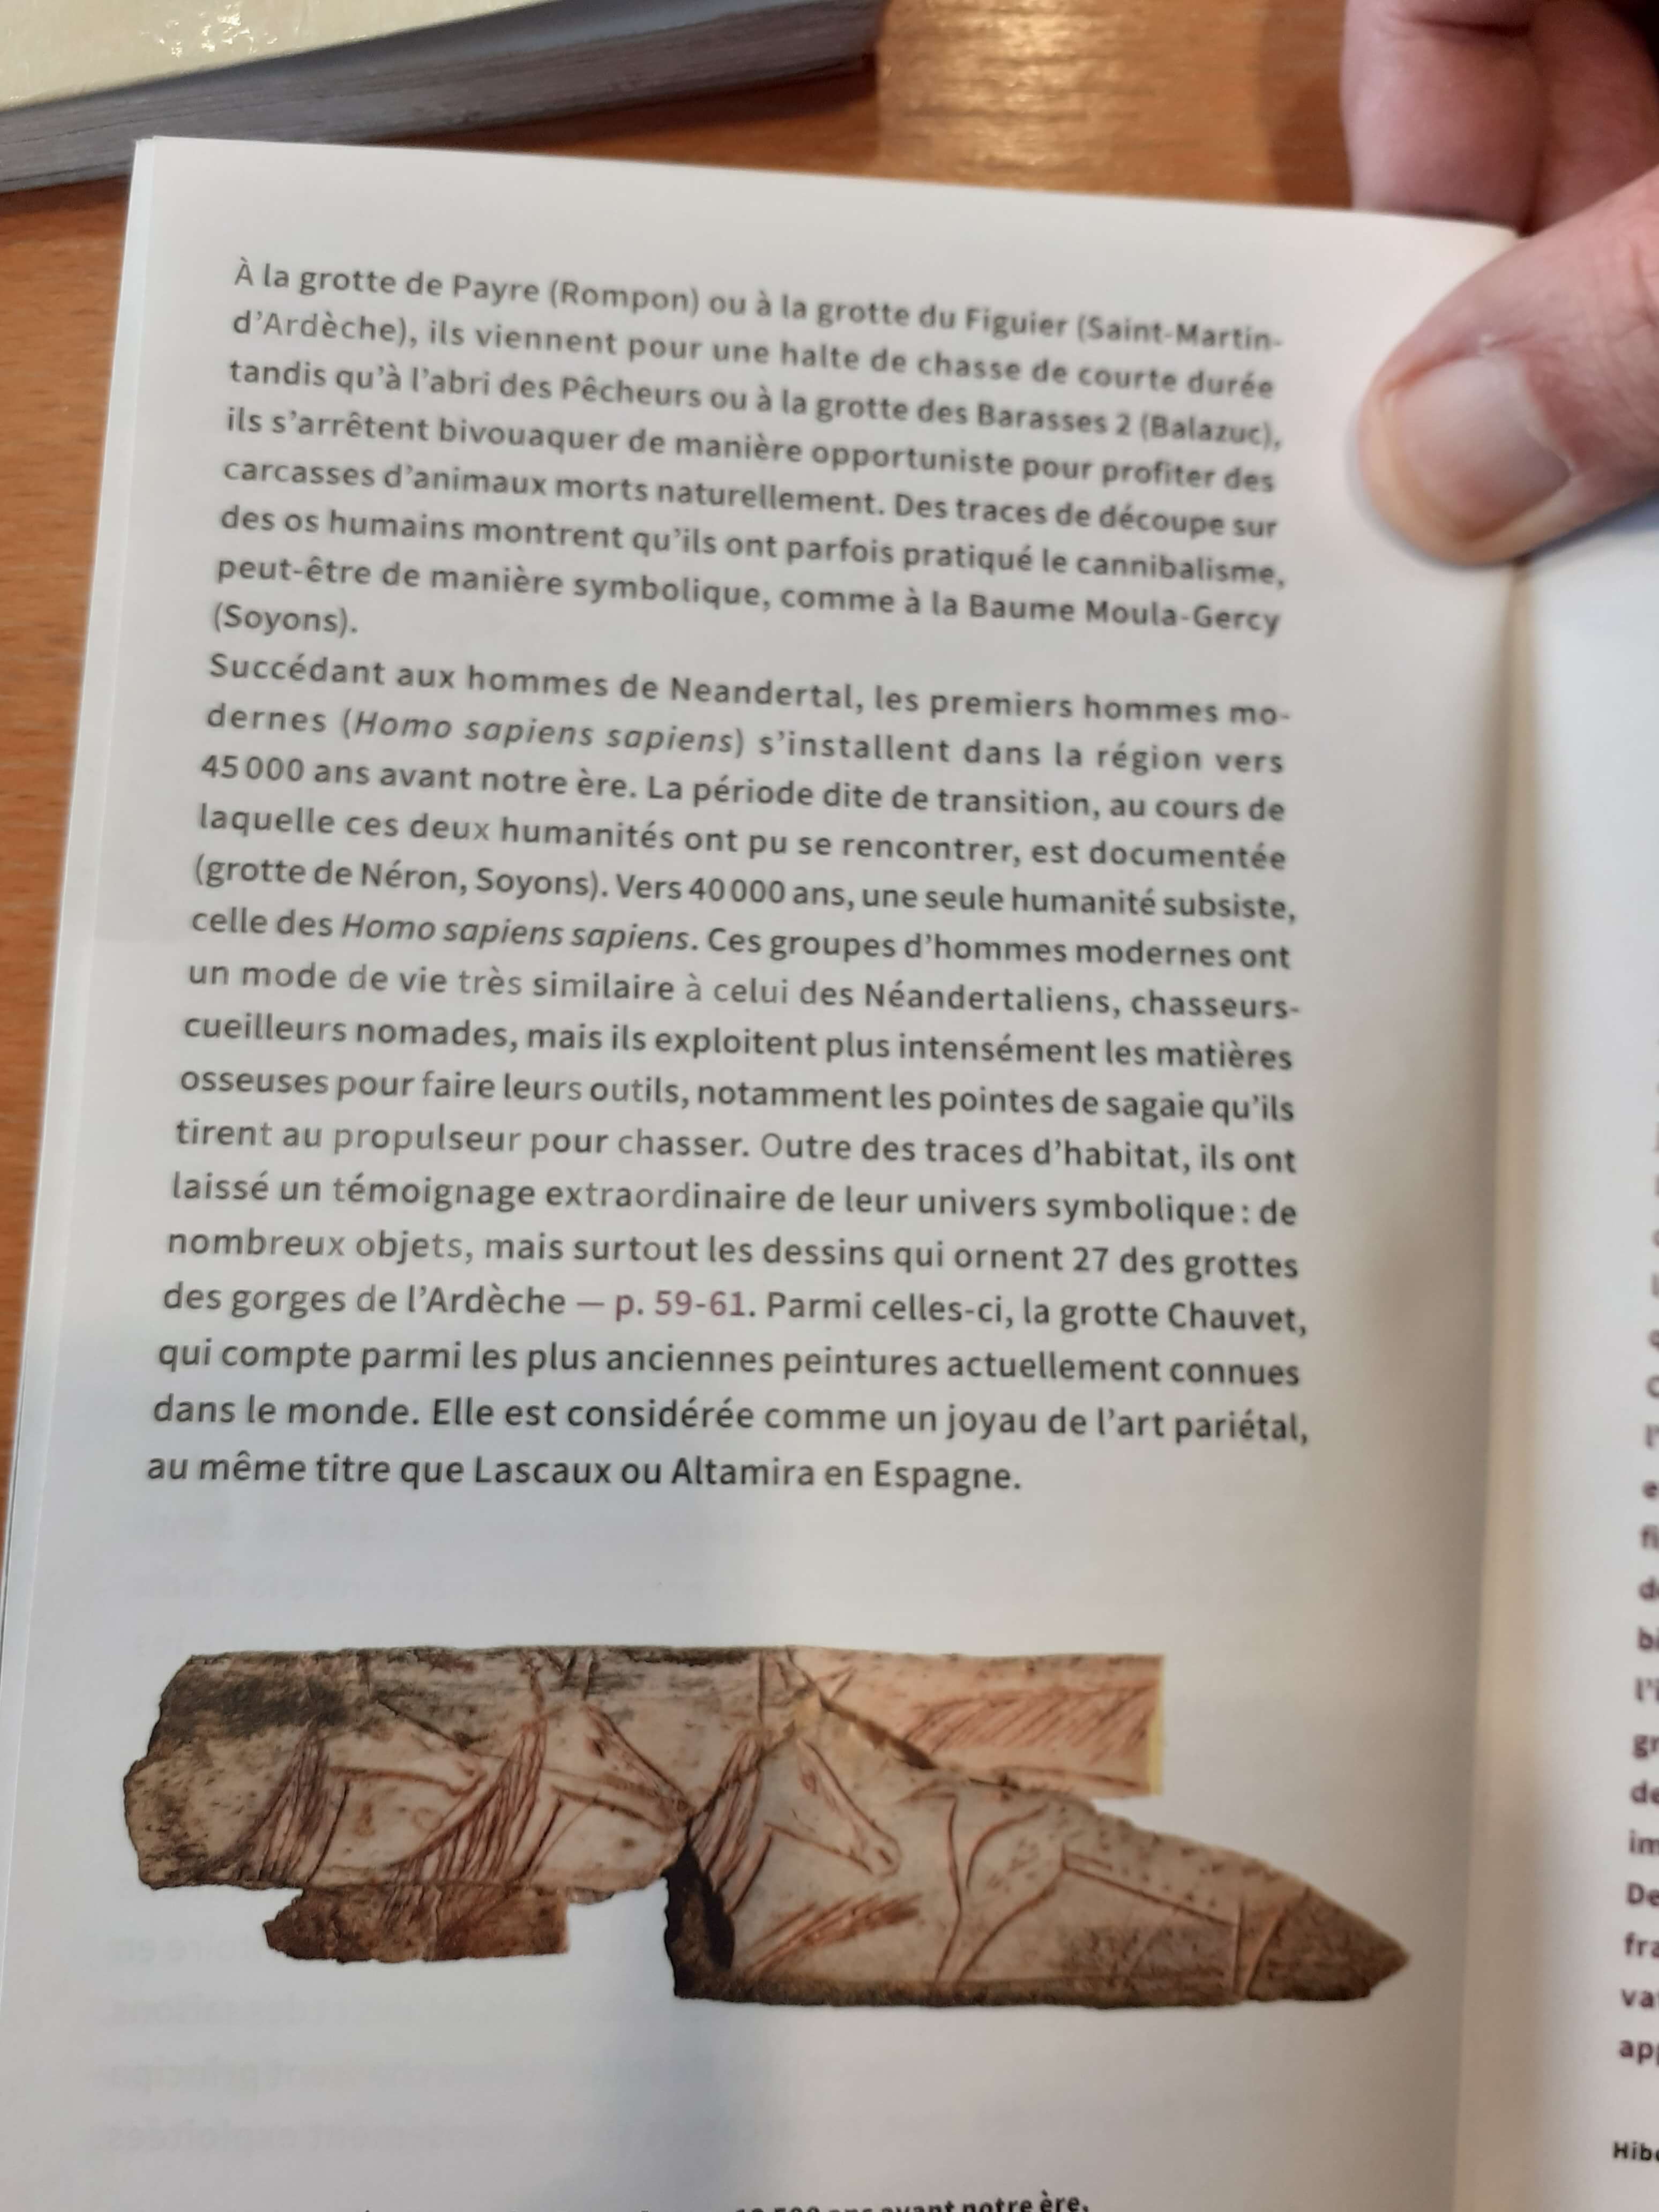 À la grotte de Payre (Rompon) ou à la grotte du Figuier (Saint-Martin-
d'Ardèche), ils viennent pour une halte de chasse de courte durée
tandis qu'à l'abri des Pêcheurs ou à la grotte des Barasses 2 (Balazuc),
ils s'arrêtent bivouaquer de manière opportuniste pour profiter des
carcasses d'animaux morts naturellement. Des traces de découpe sur
des os humains montrent qu'ils ont parfois pratiqué le cannibalisme,
peut-être de manière symbolique, comme à la Baume Moula-Gercy
(Soyons).
Succédant aux hommes de Neandertal, les premiers hommes mo-
dernes (Homo sapiens sapiens) s'installent dans la région vers
45 000 ans avant notre ère. La période dite de transition, au cours de
laquelle ces deux humanités ont pu se rencontrer, est documentée
(grotte de Néron, Soyons). Vers 40 000 ans, une seule humanité subsiste,
celle des Homo sapiens sapiens. Ces groupes d'hommes modernes ont
un mode de vie très similaire à celui des Néandertaliens, chasseurs-
cueilleurs nomades, mais ils exploitent plus intensément les matières
osseuses pour faire leurs outils, notamment les pointes de sagaie qu'ils
tirent au propulseur pour chasser. Outre des traces d'habitat, ils ont
laissé un témoignage extraordinaire de leur univers symbolique : de
nombreux objets, mais surtout les dessins qui ornent 27 des grottes
des gorges de l'Ardèche — p. 59-61. Parmi celles-ci, la grotte Chauvet,
qui compte parmi les plus anciennes peintures actuellement connues
dans le monde. Elle est considérée comme un joyau de l'art pariétal,
au même titre que Lascaux ou Altamira en Espagne.
ans avant notre ère.